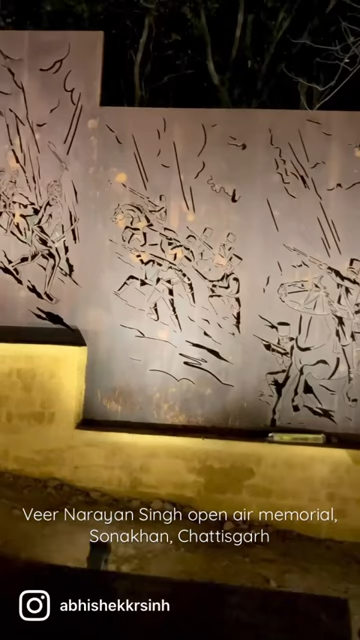 Veer Narayan Singh open air memorial,
Sonakhan, Chattisgarh
abhishekkrsinh